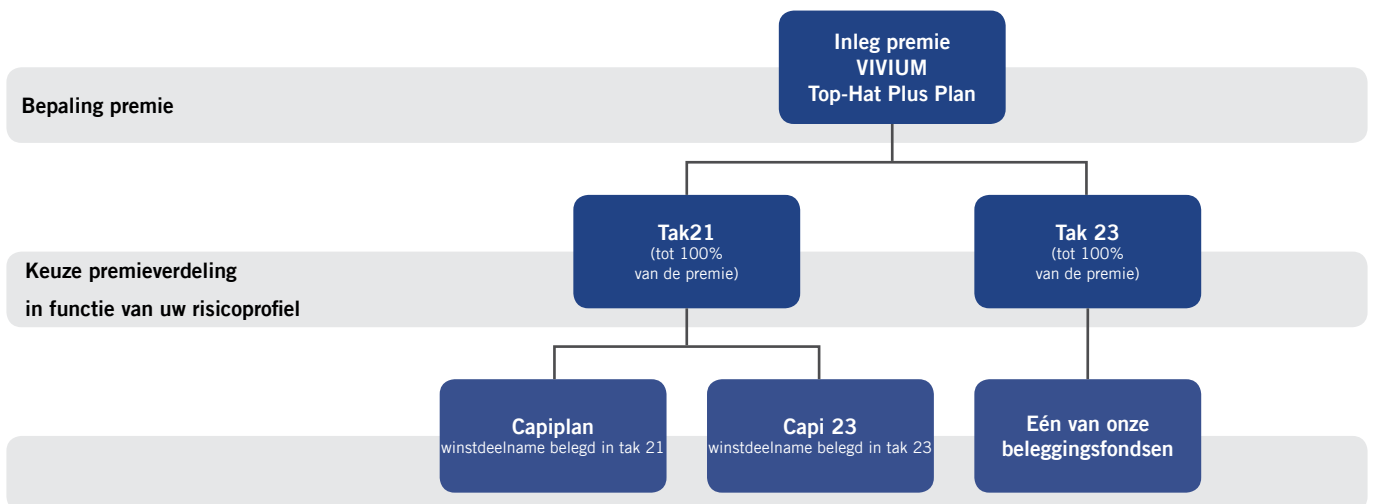 Inleg premie
VIVIUM
Top-Hat Plus Plan
Bepaling premie
Tak21
(tot 100%
van de premie)
Tak 23
(tot 100%
van de premie)
Keuze premieverdeling
in functie van uw risicoprofiel
Capiplan
winstdeelname belegd in tak 21
Capi 23
winstdeelname belegd in tak 23
Eén van onze
beleggingsfondsen